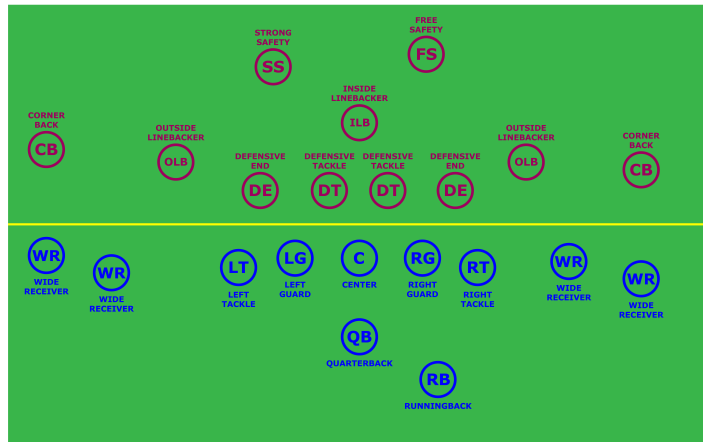 FREE
SAFETY
FS
STRONG
SAFETY
SS
INSIDE
LINEBACKER
ILB
CORNER
BACK
CB
OUTSIDE
LINEBACKER
OLB
OUTSIDE
LINEBACKER
OLB
CORNER
BACK
CB
DEFENSIVE
END
DE
DEFENSIVE
TACKLE
DT
DEFENSIVE
TACKLE
DT
DEFENSIVE
END
DE
WR
WIDE
RECEIVER
WR
WIDE
RECEIVER
LT
LEFT
TACKLE
LG
LEFT
GUARD
C
CENTER
RG
RIGHT
GUARD
RT
RIGHT
TACKLE
WR
WIDE
RECEIVER
WR
WIDE
RECEIVER
QB
QUARTERBACK
RB
RUNNINGBACK